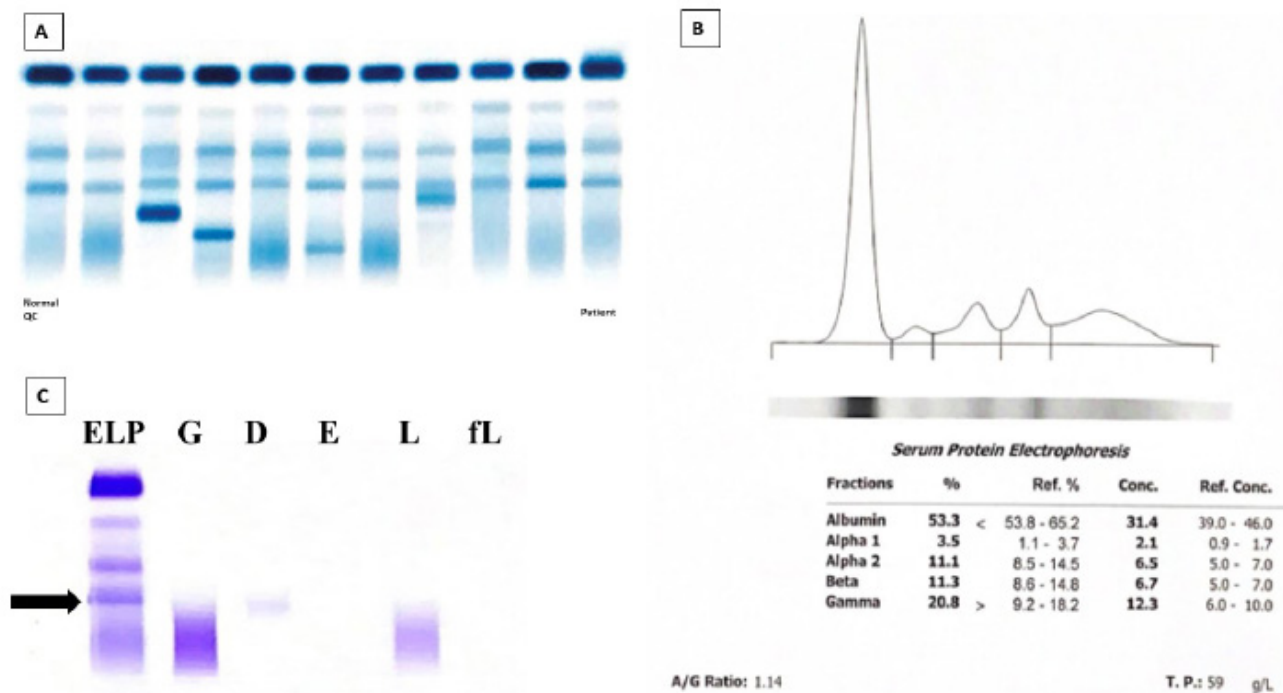 A
Normal
QC
Patient
B
Serum Protein Electrophoresis
Fractions % Ref. % Conc. Ref. Conc.
Albumin 53.3 < 53.8 - 65.2 31.4 39.0 - 46.0
Alpha 1 3.5 1.1 - 3.7 2.1 0.9 - 1.7
Alpha 2 11.1 8.5 - 14.5 6.5 5.0 - 7.0
Beta 11.3 8.6 - 14.8 6.7 5.0 - 7.0
Gamma 20.8 > 9.2 - 18.2 12.3 6.0 - 10.0
A/G Ratio: 1.14 T. P.: 59 g/L
C
ELP G D E L fL